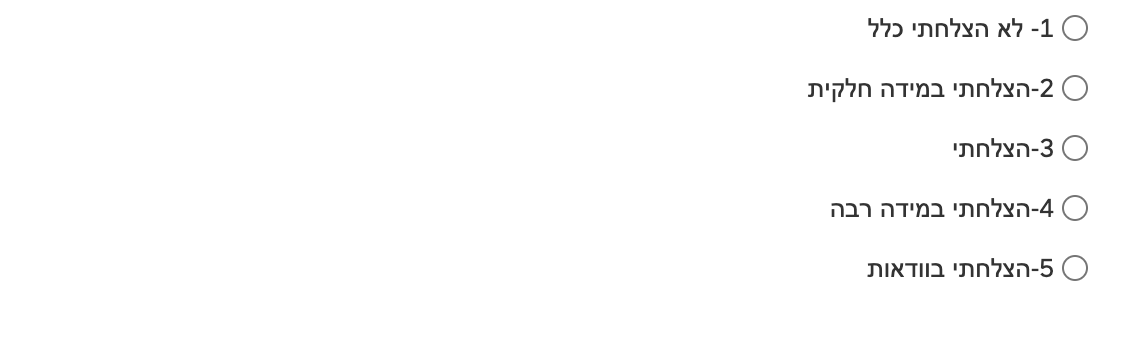 1- לא הצלחתי כלל
2-הצלחתי במידה חלקית
3-הצלחתי
4-הצלחתי במידה רבה
5-הצלחתי בוודאות